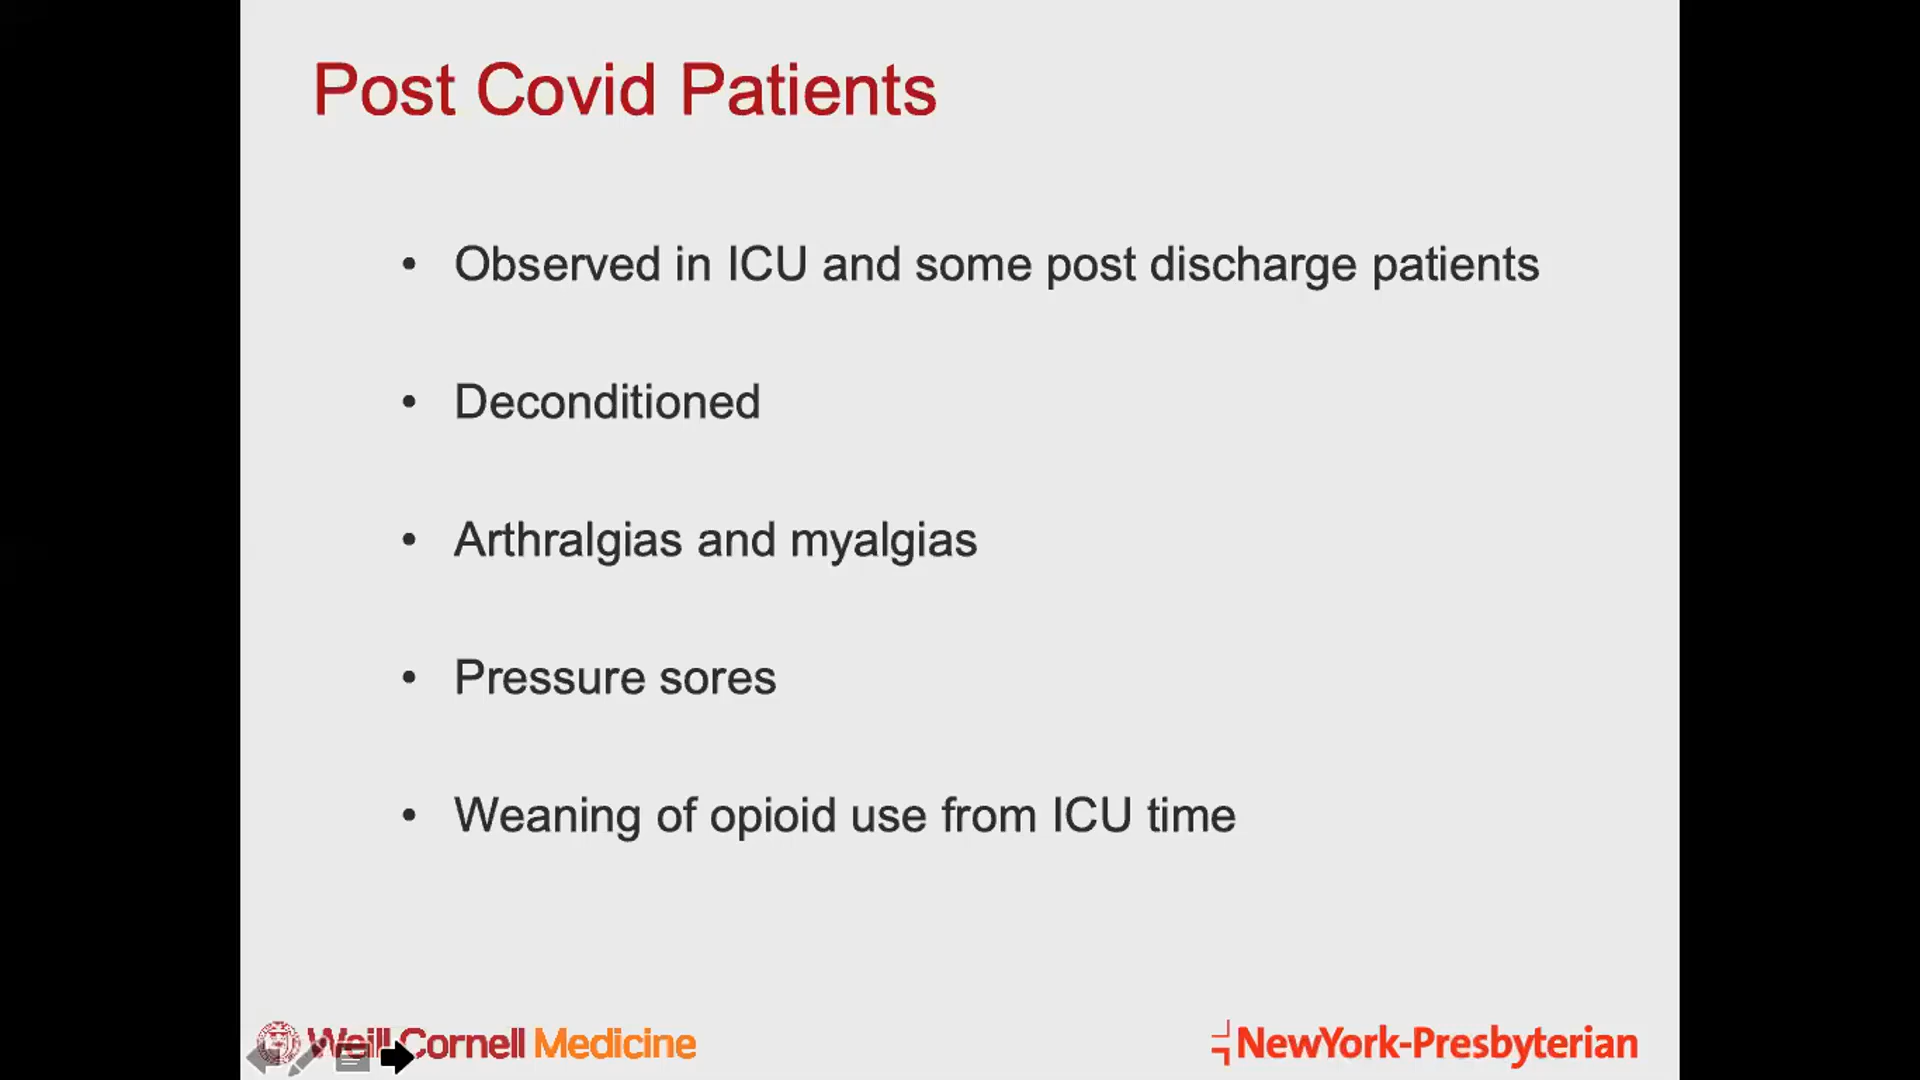 Post Covid Patients
• Observed in ICU and some post discharge patients
• Deconditioned
• Arthralgias and myalgias
• Pressure sores
• Weaning of opioid use from ICU time
Weill Cornell Medicine
NewYork-Presbyterian